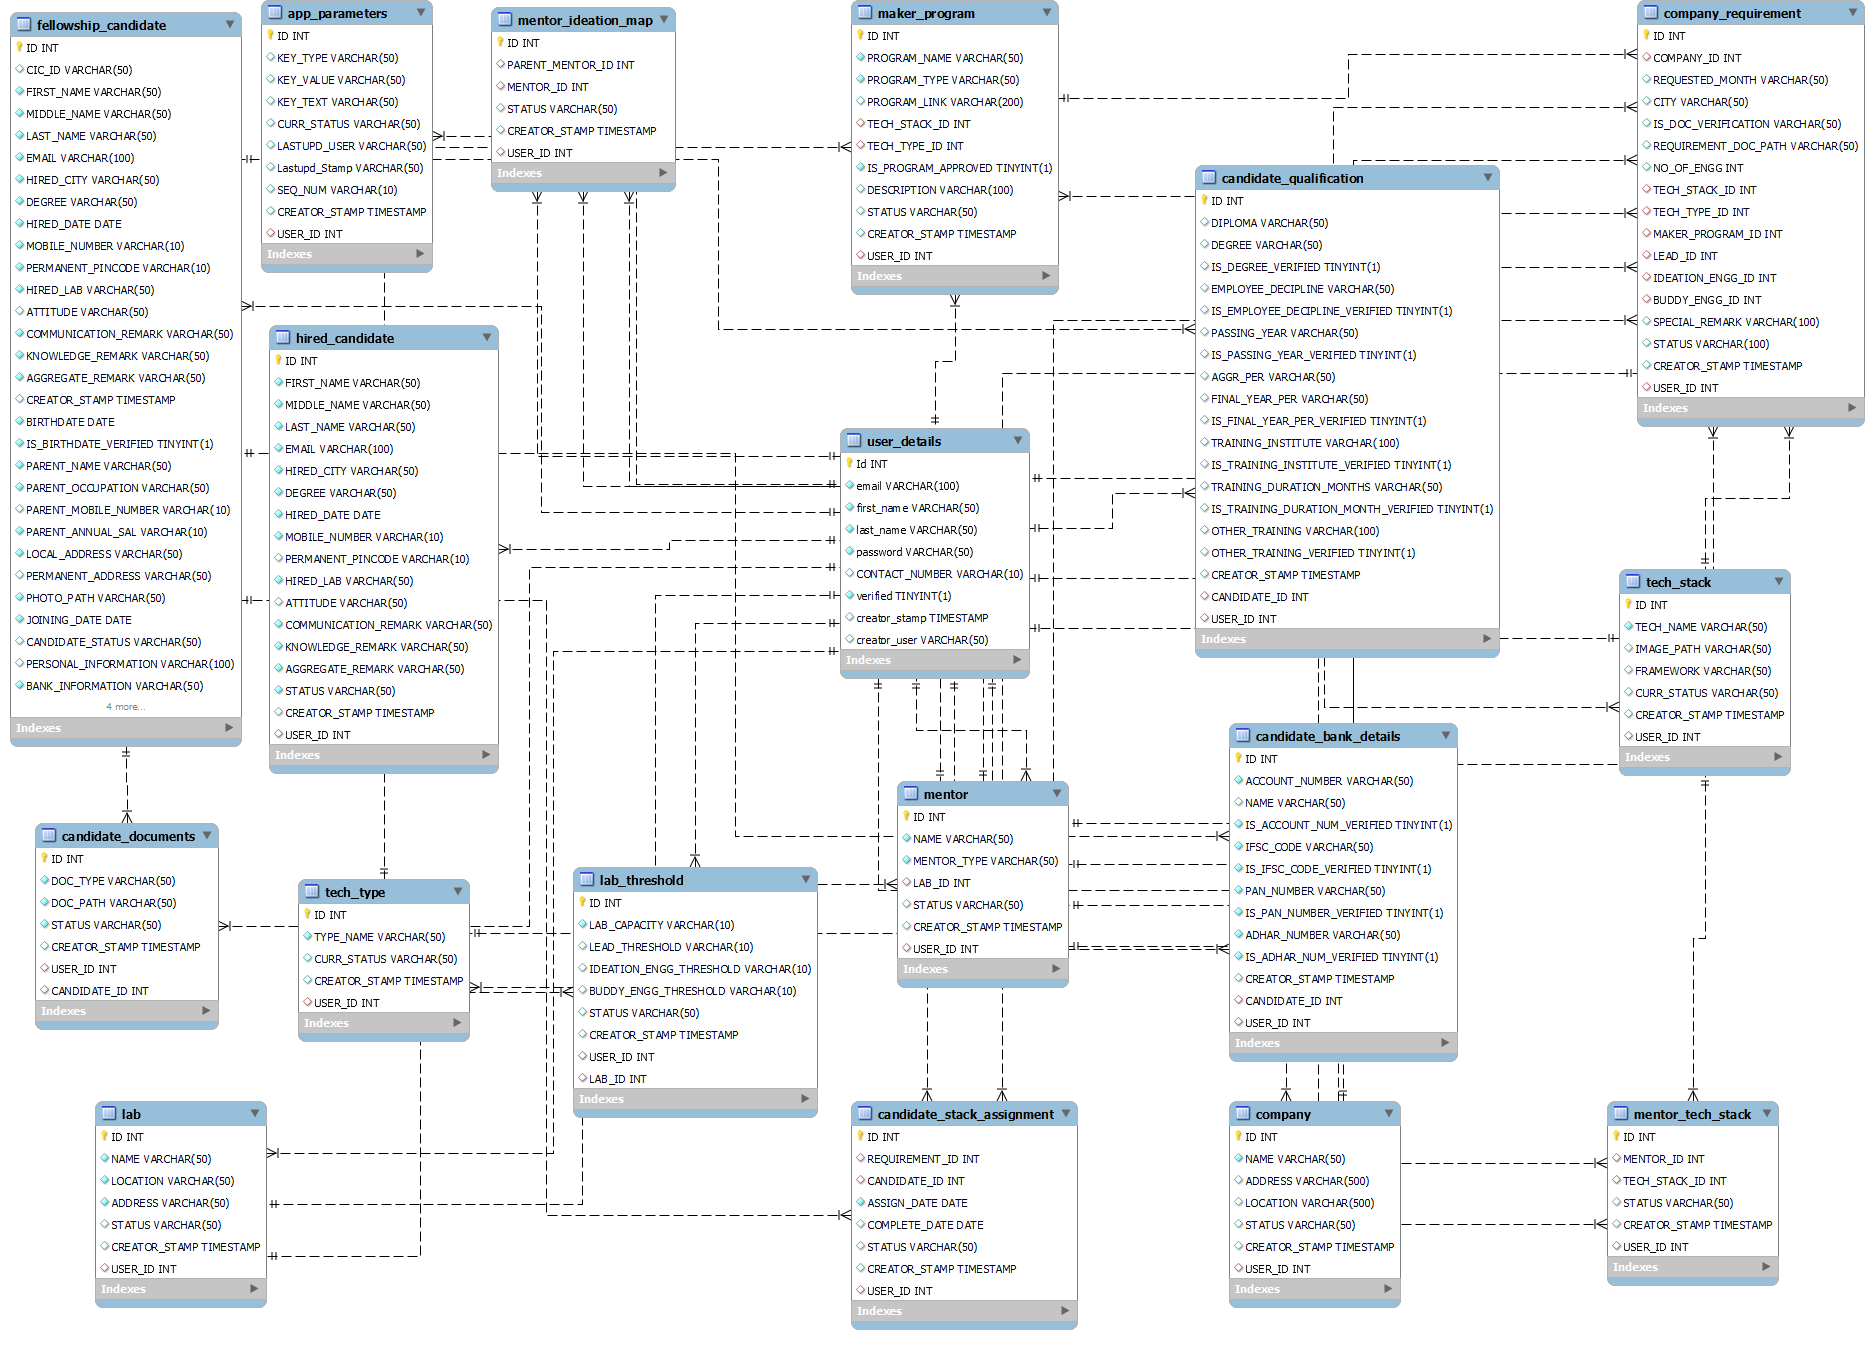 fellowship_candidate
ID INT
CIC_ID VARCHAR(50)
FIRST_NAME VARCHAR(50)
MIDDLE_NAME VARCHAR(50)
LAST_NAME VARCHAR(50)
EMAIL VARCHAR(100)
HIRED_CITY VARCHAR(50)
DEGREE VARCHAR(50)
HIRED_DATE DATE
MOBILE_NUMBER VARCHAR(10)
PERMANENT_PINCODE VARCHAR(10)
HIRED_LAB VARCHAR(50)
ATTITUDE VARCHAR(50)
COMMUNICATION_REMARK VARCHAR(50)
KNOWLEDGE_REMARK VARCHAR(50)
AGGREGATE_REMARK VARCHAR(50)
CREATOR_STAMP TIMESTAMP
BIRTHDATE DATE
IS_BIRTHDATE_VERIFIED TINYINT(1)
PARENT_NAME VARCHAR(50)
PARENT_OCCUPATION VARCHAR(50)
PARENT_MOBILE_NUMBER VARCHAR(10)
PARENT_ANNUAL_SAL VARCHAR(10)
LOCAL_ADDRESS VARCHAR(50)
PERMANENT_ADDRESS VARCHAR(50)
PHOTO_PATH VARCHAR(50)
JOINING_DATE DATE
CANDIDATE_STATUS VARCHAR(50)
PERSONAL_INFORMATION VARCHAR(100)
BANK_INFORMATION VARCHAR(50)
4 more...
Indexes
app_parameters
ID INT
KEY_TYPE VARCHAR(50)
KEY_VALUE VARCHAR(50)
KEY_TEXT VARCHAR(50)
CURR_STATUS VARCHAR(50)
LASTUPD_USER VARCHAR(50)
Lastupd_Stamp VARCHAR(50)
SEQ_NUM VARCHAR(10)
CREATOR_STAMP TIMESTAMP
USER_ID INT
Indexes
mentor_ideation_map
ID INT
PARENT_MENTOR_ID INT
MENTOR_ID INT
STATUS VARCHAR(50)
CREATOR_STAMP TIMESTAMP
USER_ID INT
Indexes
maker_program
ID INT
PROGRAM_NAME VARCHAR(50)
PROGRAM_TYPE VARCHAR(50)
PROGRAM_LINK VARCHAR(200)
TECH_STACK_ID INT
TECH_TYPE_ID INT
IS_PROGRAM_APPROVED TINYINT(1)
DESCRIPTION VARCHAR(100)
STATUS VARCHAR(50)
CREATOR_STAMP TIMESTAMP
USER_ID INT
Indexes
company_requirement
ID INT
COMPANY_ID INT
REQUESTED_MONTH VARCHAR(50)
CITY VARCHAR(50)
IS_DOC_VERIFICATION VARCHAR(50)
REQUIREMENT_DOC_PATH VARCHAR(50)
NO_OF_ENGG INT
TECH_STACK_ID INT
TECH_TYPE_ID INT
MAKER_PROGRAM_ID INT
LEAD_ID INT
IDEATION_ENGG_ID INT
BUDDY_ENGG_ID INT
SPECIAL_REMARK VARCHAR(100)
STATUS VARCHAR(100)
CREATOR_STAMP TIMESTAMP
USER_ID INT
Indexes
candidate_qualification
ID INT
DIPLOMA VARCHAR(50)
DEGREE VARCHAR(50)
IS_DEGREE_VERIFIED TINYINT(1)
EMPLOYEE_DECIPLINE VARCHAR(50)
IS_EMPLOYEE_DECIPLINE_VERIFIED TINYINT(1)
PASSING_YEAR VARCHAR(50)
IS_PASSING_YEAR_VERIFIED TINYINT(1)
AGGR_PER VARCHAR(50)
FINAL_YEAR_PER VARCHAR(50)
IS_FINAL_YEAR_PER_VERIFIED TINYINT(1)
TRAINING_INSTITUTE VARCHAR(100)
IS_TRAINING_INSTITUTE_VERIFIED TINYINT(1)
TRAINING_DURATION_MONTHS VARCHAR(50)
IS_TRAINING_DURATION_MONTH_VERIFIED TINYINT(1)
OTHER_TRAINING VARCHAR(100)
OTHER_TRAINING_VERIFIED TINYINT(1)
CREATOR_STAMP TIMESTAMP
CANDIDATE_ID INT
USER_ID INT
Indexes
hired_candidate
ID INT
FIRST_NAME VARCHAR(50)
MIDDLE_NAME VARCHAR(50)
LAST_NAME VARCHAR(50)
EMAIL VARCHAR(100)
HIRED_CITY VARCHAR(50)
DEGREE VARCHAR(50)
HIRED_DATE DATE
MOBILE_NUMBER VARCHAR(10)
PERMANENT_PINCODE VARCHAR(10)
HIRED_LAB VARCHAR(50)
ATTITUDE VARCHAR(50)
COMMUNICATION_REMARK VARCHAR(50)
KNOWLEDGE_REMARK VARCHAR(50)
AGGREGATE_REMARK VARCHAR(50)
STATUS VARCHAR(50)
CREATOR_STAMP TIMESTAMP
USER_ID INT
Indexes
user_details
Id INT
email VARCHAR(100)
first_name VARCHAR(50)
last_name VARCHAR(50)
password VARCHAR(50)
CONTACT_NUMBER VARCHAR(10)
verified TINYINT(1)
creator_stamp TIMESTAMP
creator_user VARCHAR(50)
Indexes
tech_stack
ID INT
TECH_NAME VARCHAR(50)
IMAGE_PATH VARCHAR(50)
FRAMEWORK VARCHAR(50)
CURR_STATUS VARCHAR(50)
CREATOR_STAMP TIMESTAMP
USER_ID INT
Indexes
candidate_bank_details
ID INT
ACCOUNT_NUMBER VARCHAR(50)
NAME VARCHAR(50)
IS_ACCOUNT_NUM_VERIFIED TINYINT(1)
IFSC_CODE VARCHAR(50)
IS_IFSC_CODE_VERIFIED TINYINT(1)
PAN_NUMBER VARCHAR(50)
IS_PAN_NUMBER_VERIFIED TINYINT(1)
ADHAR_NUMBER VARCHAR(50)
IS_ADHAR_NUM_VERIFIED TINYINT(1)
CREATOR_STAMP TIMESTAMP
CANDIDATE_ID INT
USER_ID INT
Indexes
mentor
ID INT
NAME VARCHAR(50)
MENTOR_TYPE VARCHAR(50)
LAB_ID INT
STATUS VARCHAR(50)
CREATOR_STAMP TIMESTAMP
USER_ID INT
Indexes
candidate_documents
ID INT
DOC_TYPE VARCHAR(50)
DOC_PATH VARCHAR(50)
STATUS VARCHAR(50)
CREATOR_STAMP TIMESTAMP
USER_ID INT
CANDIDATE_ID INT
Indexes
tech_type
ID INT
TYPE_NAME VARCHAR(50)
CURR_STATUS VARCHAR(50)
CREATOR_STAMP TIMESTAMP
USER_ID INT
Indexes
lab_threshold
ID INT
LAB_CAPACITY VARCHAR(10)
LEAD_THRESHOLD VARCHAR(10)
IDEATION_ENGG_THRESHOLD VARCHAR(10)
BUDDY_ENGG_THRESHOLD VARCHAR(10)
STATUS VARCHAR(50)
CREATOR_STAMP TIMESTAMP
USER_ID INT
LAB_ID INT
Indexes
lab
ID INT
NAME VARCHAR(50)
LOCATION VARCHAR(50)
ADDRESS VARCHAR(50)
STATUS VARCHAR(50)
CREATOR_STAMP TIMESTAMP
USER_ID INT
Indexes
candidate_stack_assignment
ID INT
REQUIREMENT_ID INT
CANDIDATE_ID INT
ASSIGN_DATE DATE
COMPLETE_DATE DATE
STATUS VARCHAR(50)
CREATOR_STAMP TIMESTAMP
USER_ID INT
Indexes
company
ID INT
NAME VARCHAR(50)
ADDRESS VARCHAR(500)
LOCATION VARCHAR(500)
STATUS VARCHAR(50)
CREATOR_STAMP TIMESTAMP
USER_ID INT
Indexes
mentor_tech_stack
ID INT
MENTOR_ID INT
TECH_STACK_ID INT
STATUS VARCHAR(50)
CREATOR_STAMP TIMESTAMP
USER_ID INT
Indexes